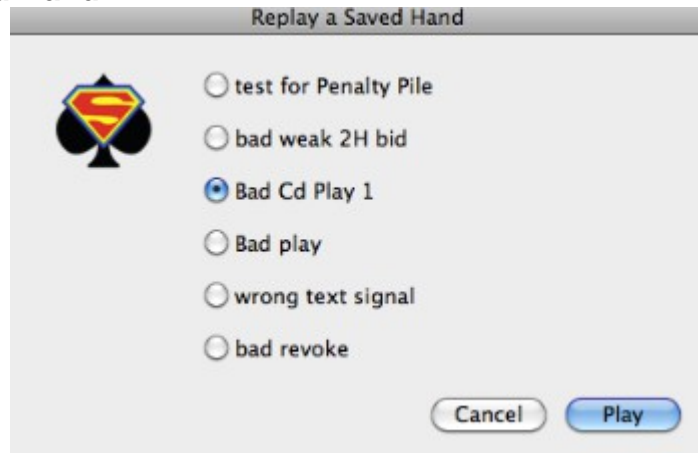 Replay a Saved Hand
test for Penalty Pile
bad weak 2H bid
Bad Cd Play 1
Bad play
wrong text signal
bad revoke
Cancel Play